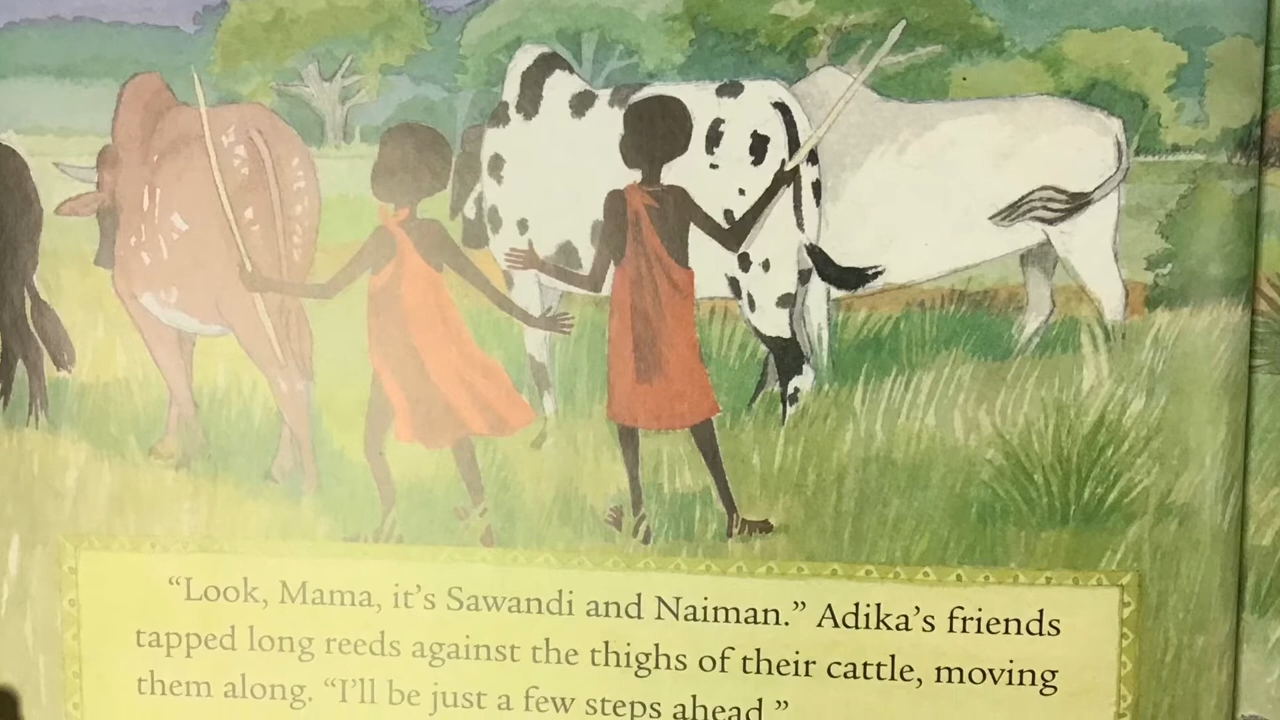 “Look, Mama, it’s Sawandi and Naiman.” Adika’s friends
tapped long reeds against the thighs of their cattle, moving
them along. “I’ll be just a few steps ahead.”